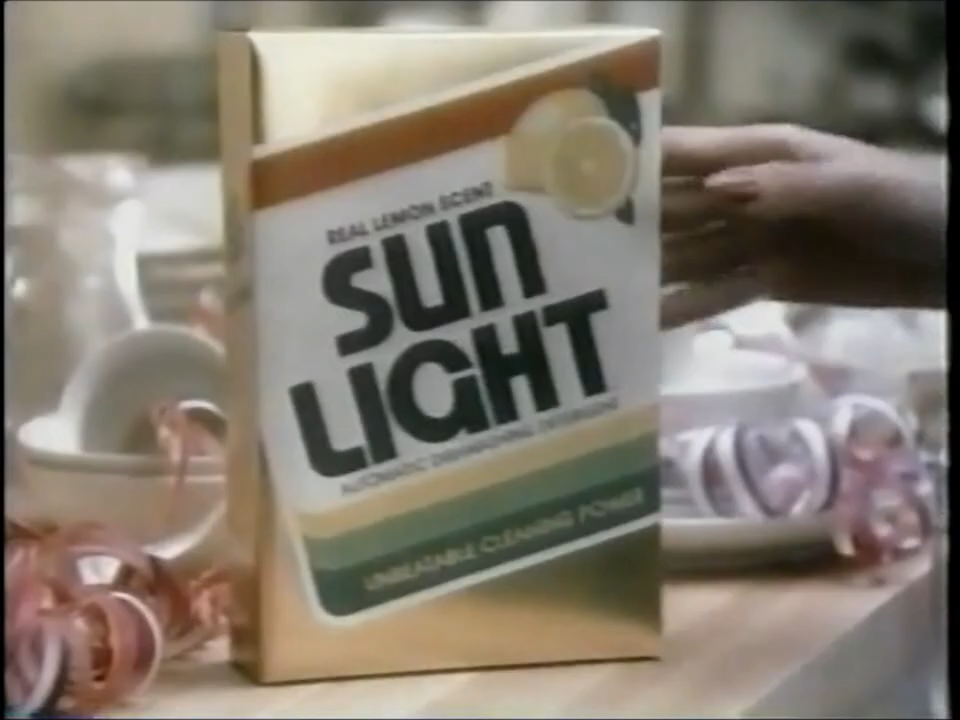 REAL LEMON SCENT
SUN
LIGHT
AUTOMATIC DISHWASHING DETERGENT
UNBEATABLE CLEANING POWER